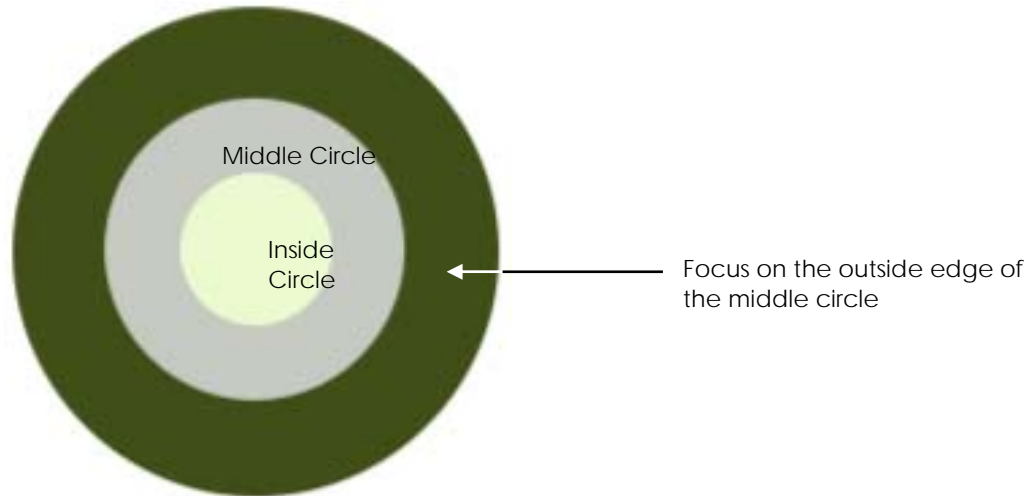 Middle Circle
Inside
Circle
Focus on the outside edge of
the middle circle